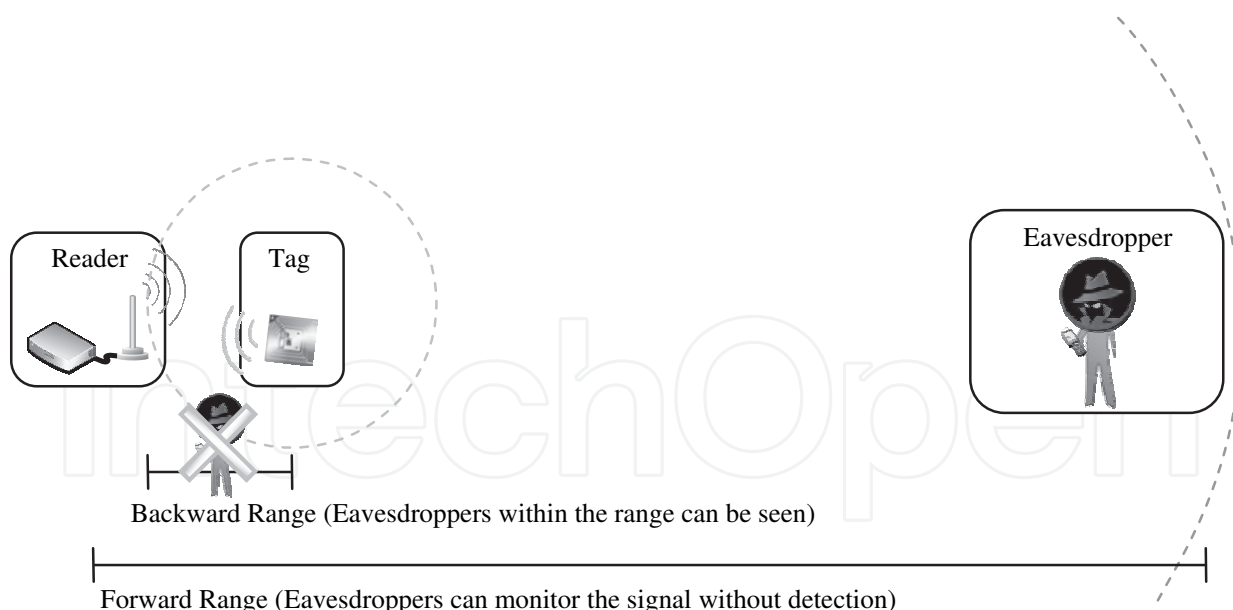 Reader
Tag
Eavesdropper
IntechOpen
Backward Range (Eavesdroppers within the range can be seen)
Forward Range (Eavesdroppers can monitor the signal without detection)